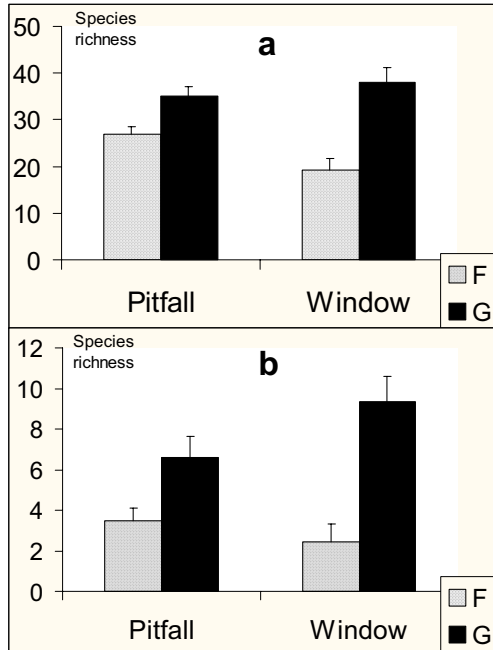 Species
richness
a
50
40
30
20
10
0
Pitfall Window
F
G
Species
richness
b
12
10
8
6
4
2
0
Pitfall Window
F
G